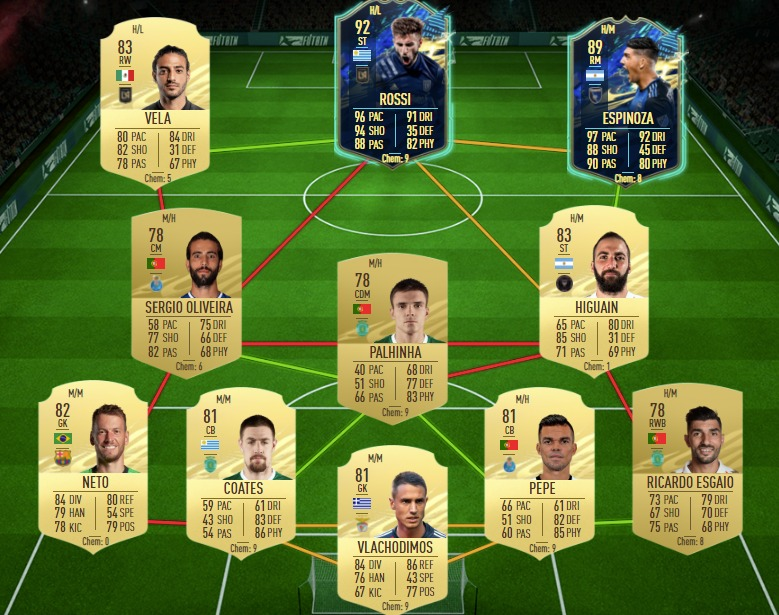 H/L
83
RW
VELA
80 PAC 84 DRI
82 SHO 31 DEF
78 PAS 67 PHY
Chem: 5
H/L
92
ST
ROSSI
96 PAC 91 DRI
94 SHO 35 DEF
88 PAS 82 PHY
Chem: 9
H/M
89
RM
ESPINOZA
97 PAC 92 DRI
88 SHO 45 DEF
90 PAS 80 PHY
Chem: 8
M/H
78
CM
SERGIO OLIVEIRA
58 PAC 75 DRI
77 SHO 66 DEF
82 PAS 68 PHY
Chem: 6
M/H
78
CDM
PALHINHA
40 PAC 68 DRI
51 SHO 77 DEF
66 PAS 83 PHY
Chem: 9
H/M
83
ST
HIGUAIN
65 PAC 80 DRI
85 SHO 31 DEF
71 PAS 69 PHY
Chem: 1
M/M
82
GK
NETO
84 DIV 80 REF
79 HAN 54 SPE
78 KIC 79 POS
Chem: 0
M/M
81
CB
COATES
59 PAC 61 DRI
43 SHO 83 DEF
54 PAS 86 PHY
Chem: 9
M/M
81
GK
VLACHODIMOS
84 DIV 86 REF
76 HAN 43 SPE
67 KIC 77 POS
Chem: 9
M/H
81
CB
PEPE
66 PAC 61 DRI
51 SHO 82 DEF
60 PAS 85 PHY
Chem: 9
H/M
78
RWB
RICARDO ESGAIO
73 PAC 79 DRI
67 SHO 70 DEF
75 PAS 68 PHY
Chem: 8